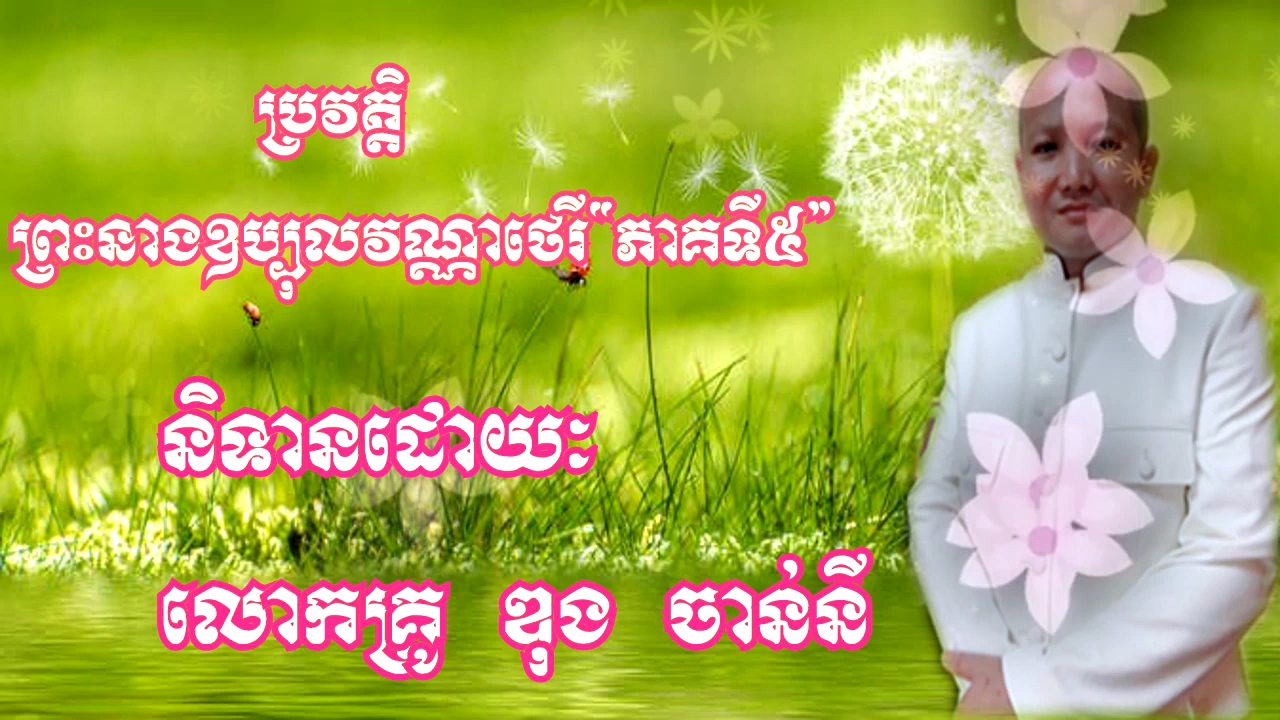 ប្រវត្តិ
ព្រះនាងឧប្បុលវណ្ណាថេរី“ភាគទី៥”
និទានដោយៈ
លោកគ្រូ ឌុង ចាន់នី